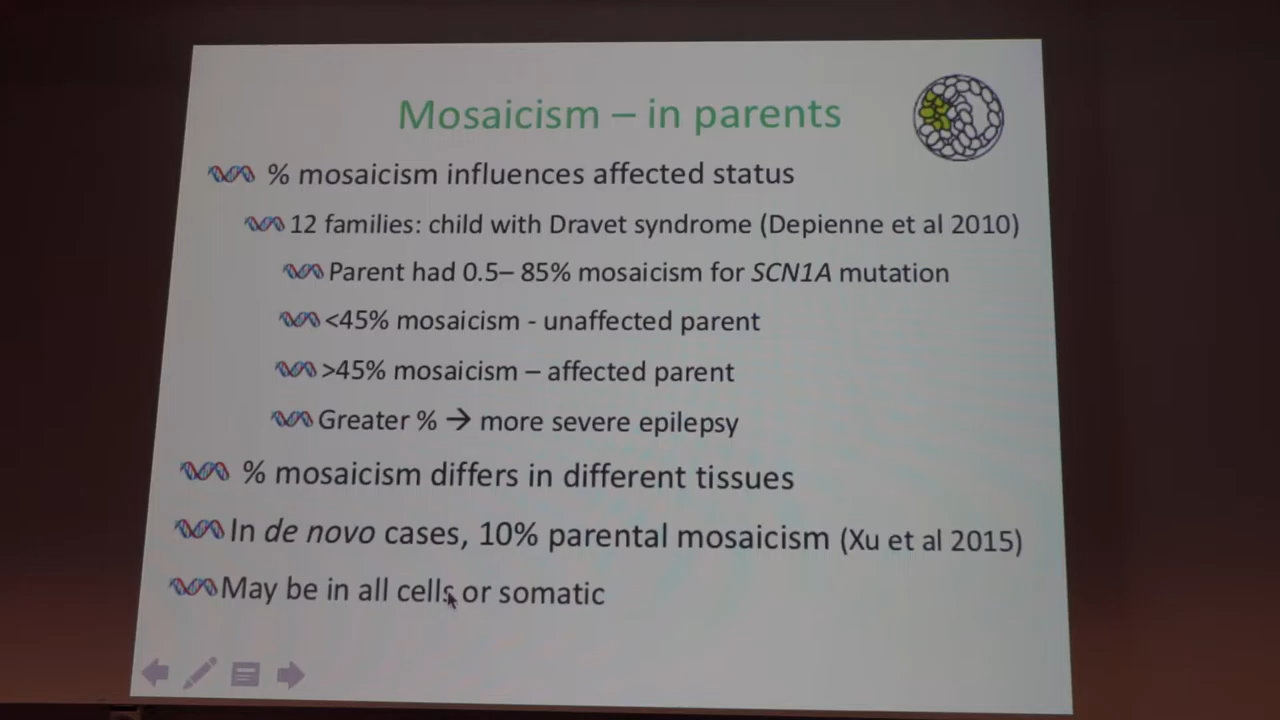 Mosaicism – in parents
% mosaicism influences affected status
12 families: child with Dravet syndrome (Depienne et al 2010)
Parent had 0.5– 85% mosaicism for SCN1A mutation
<45% mosaicism - unaffected parent
>45% mosaicism – affected parent
Greater % → more severe epilepsy
% mosaicism differs in different tissues
In de novo cases, 10% parental mosaicism (Xu et al 2015)
May be in all cells or somatic